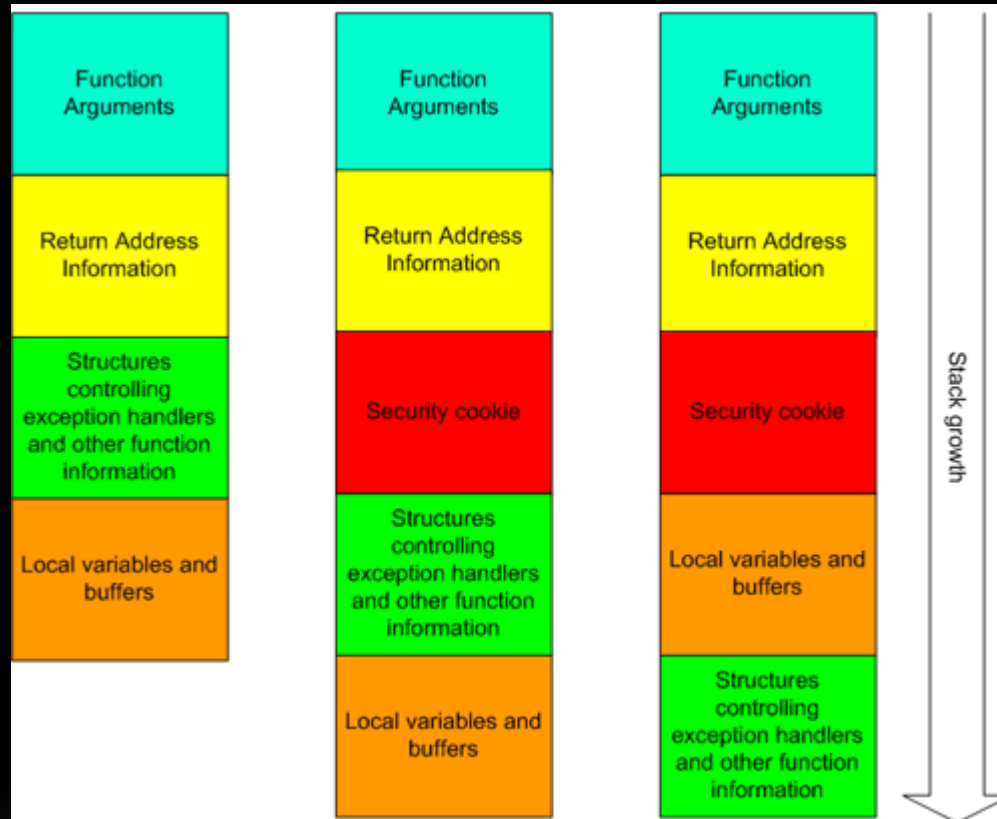 Function
Arguments
Return Address
Information
Structures
controlling
exception handlers
and other function
information
Local variables and
buffers
Function
Arguments
Return Address
Information
Security cookie
Structures
controlling
exception handlers
and other function
information
Local variables and
buffers
Function
Arguments
Return Address
Information
Security cookie
Local variables and
buffers
Structures
controlling
exception handlers
and other function
information
Stack growth